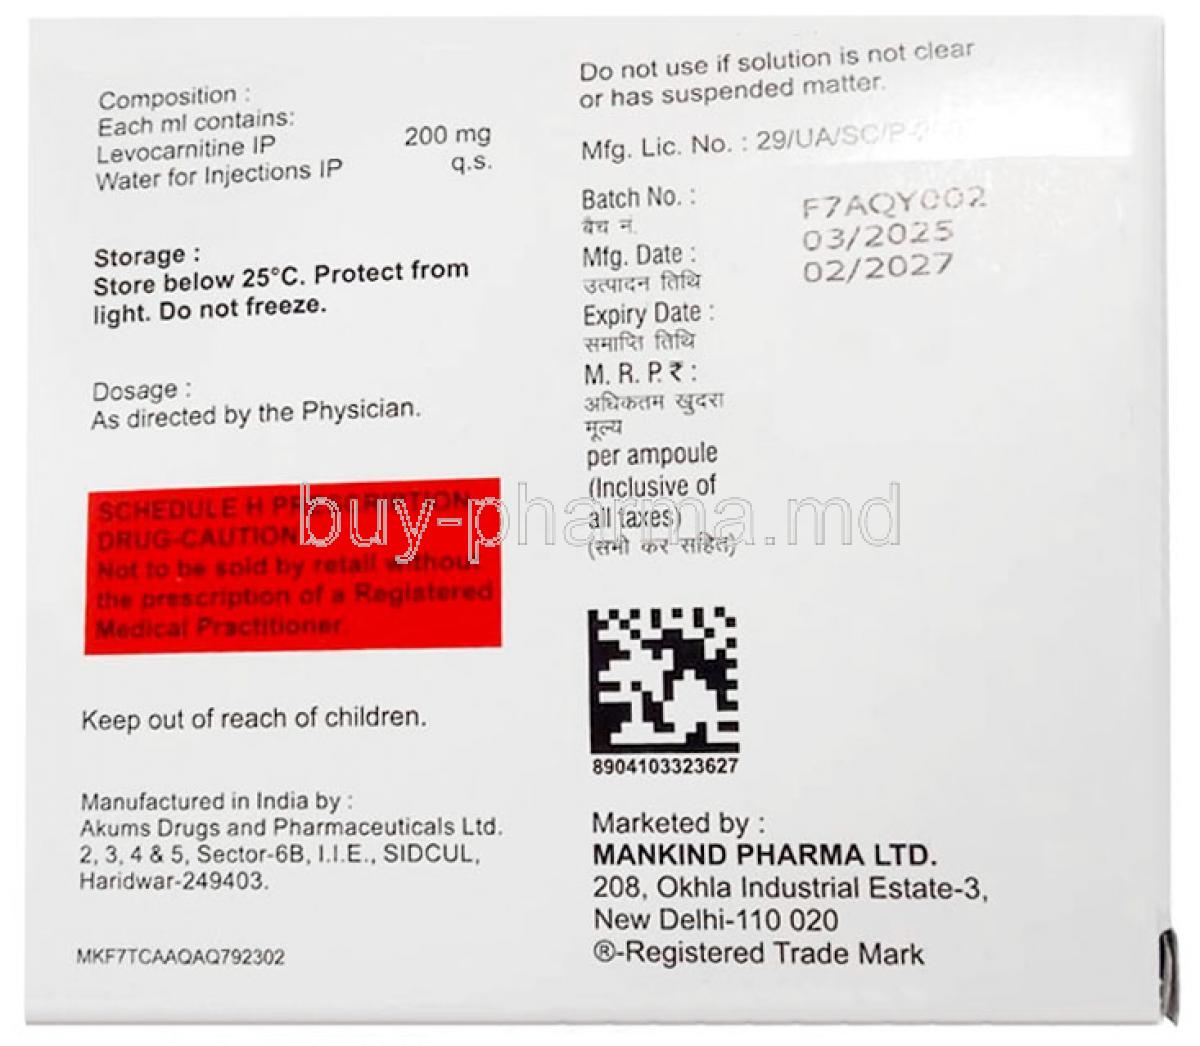 Composition :
Each ml contains:
Levocarnitine IP 200 mg
Water for Injections IP q.s.
Storage :
Store below 25°C. Protect from
light. Do not freeze.
Dosage :
As directed by the Physician.
SCHEDULE H PRESCRIPTION
DRUG-CAUTION
Not to be sold by retail without
the prescription of a Registered
Medical Practitioner.
Keep out of reach of children.
Manufactured in India by :
Akums Drugs and Pharmaceuticals Ltd.
2, 3, 4 & 5, Sector-6B, I.I.E., SIDCUL,
Haridwar-249403.
MKF7TCAAQAQ792302
Do not use if solution is not clear
or has suspended matter.
Mfg. Lic. No. : 29/UA/SC/P-
Batch No. : F7AQY002
बैच नं.
03/2025
Mfg. Date :
02/2027
उत्पादन तिथि
Expiry Date :
समाप्ति तिथि
M. R. P. ₹ :
अधिकतम खुदरा
मूल्य
per ampoule
(Inclusive of
all taxes)
(सभी कर सहित)
buy-pharma.md
8904103323627
Marketed by :
MANKIND PHARMA LTD.
208, Okhla Industrial Estate-3,
New Delhi-110 020
®-Registered Trade Mark